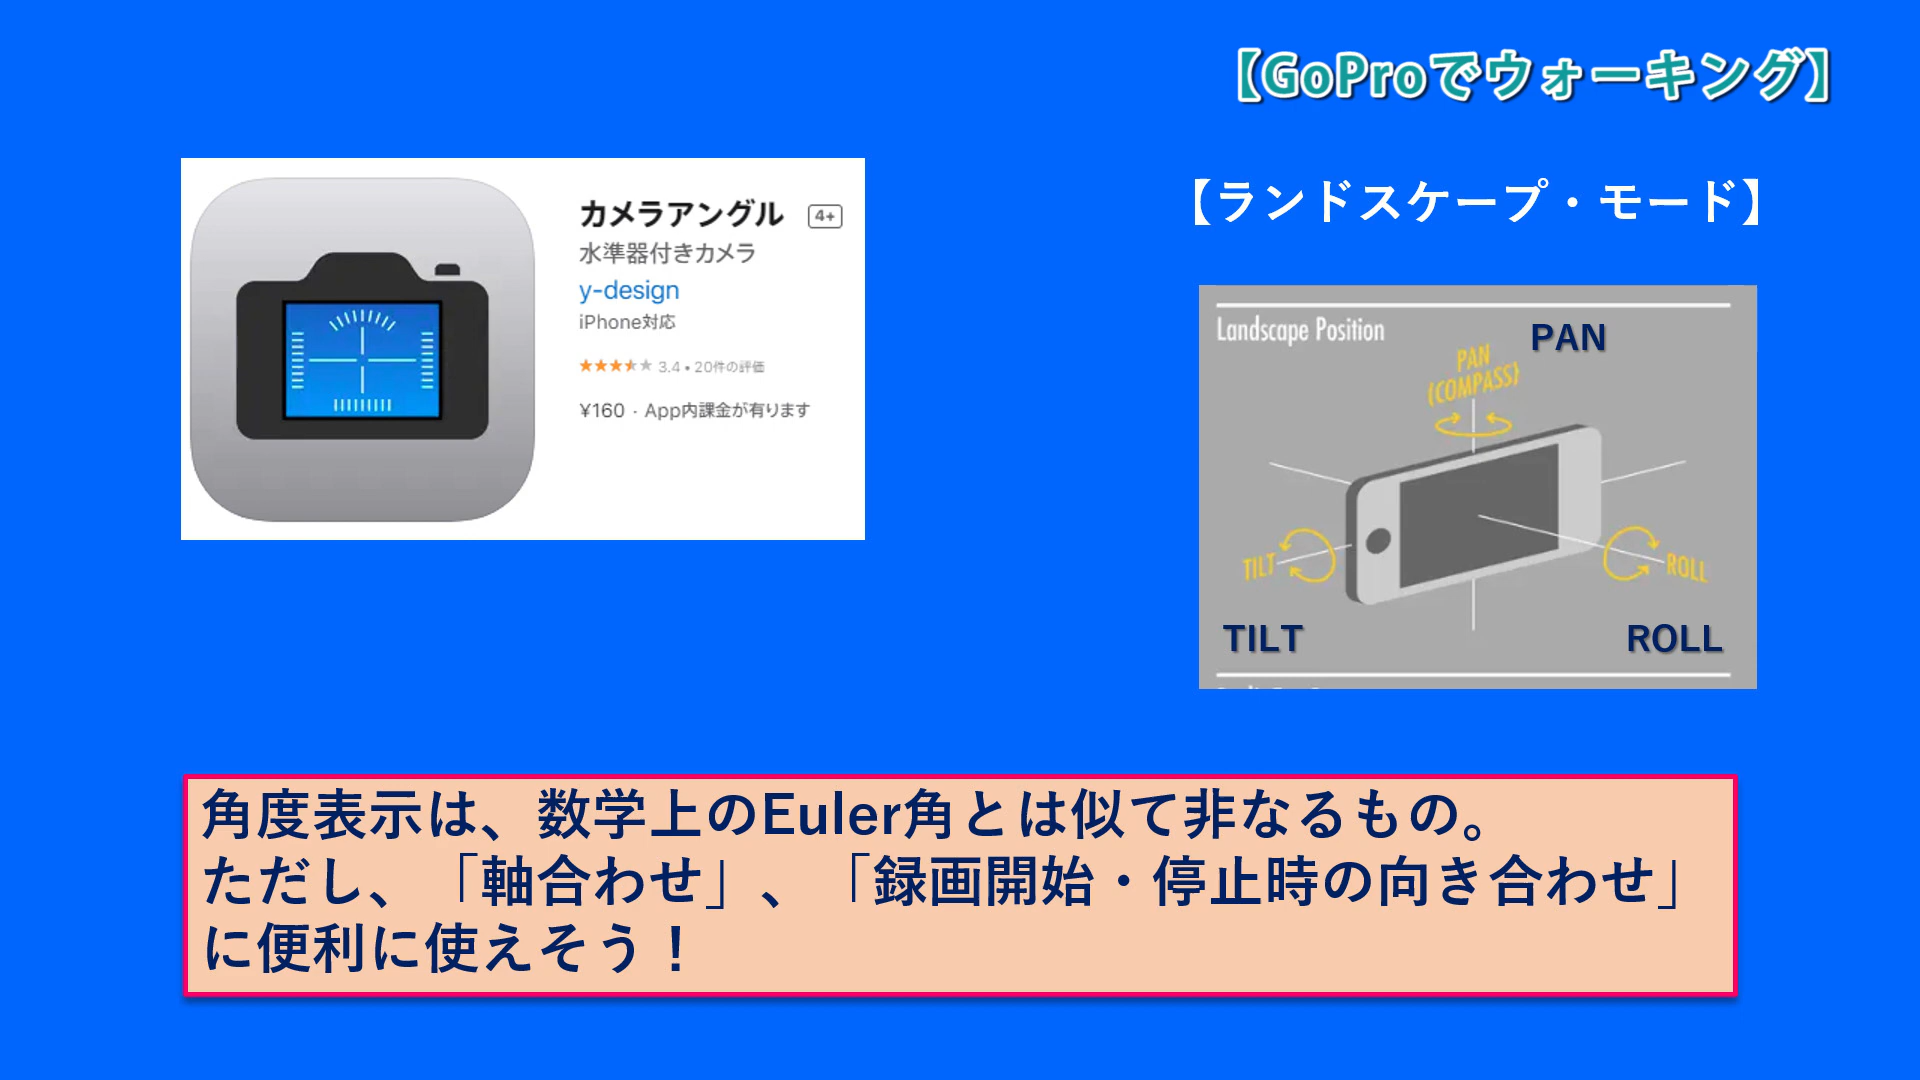 【GoProでウォーキング】
カメラアングル 4+
水準器付きカメラ
y-design
iPhone対応
★★★★★ 3.4 • 20件の評価
¥160 · App内課金が有ります
【ランドスケープ・モード】
Landscape Position
PAN
PAN
(COMPASS)
TILT
ROLL
TILT
ROLL
角度表示は、数学上のEuler角とは似て非なるもの。
ただし、「軸合わせ」、「録画開始・停止時の向き合わせ」
に便利に使えそう！